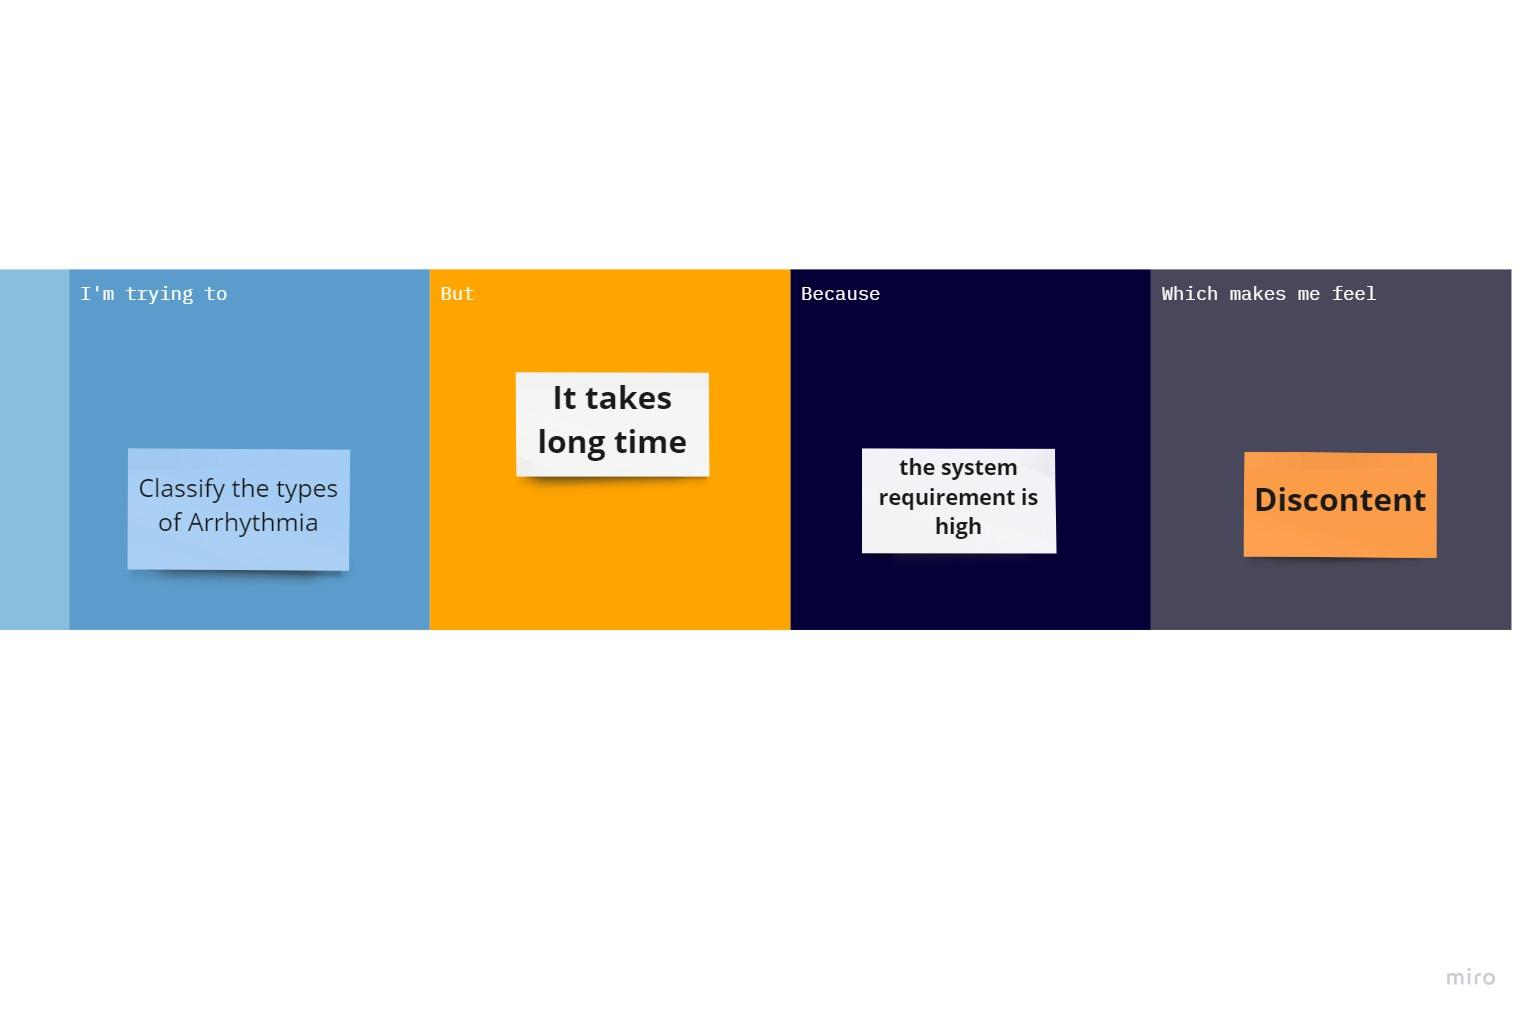 I'm trying to
Classify the types
of Arrhythmia
But
It takes
long time
Because
the system
requirement is
high
Which makes me feel
Discontent
miro